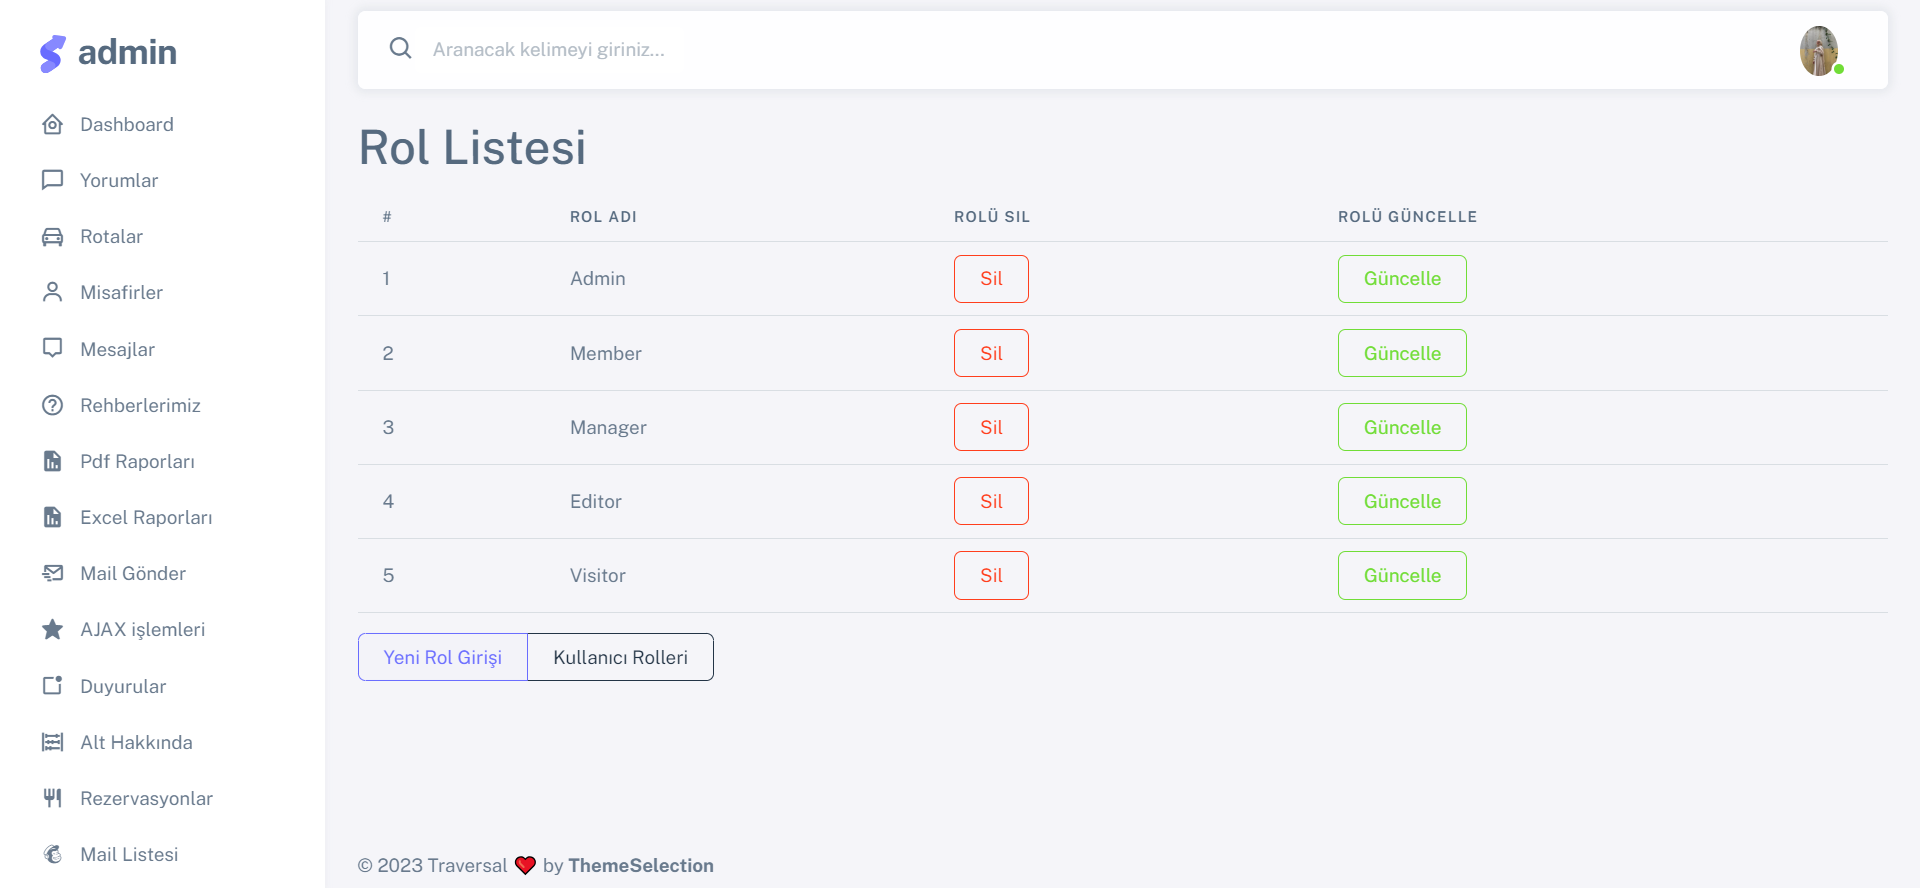 admin
Dashboard
Yorumlar
Rotalar
Misafirler
Mesajlar
Rehberlerimiz
Pdf Raporları
Excel Raporları
Mail Gönder
AJAX işlemleri
Duyurular
Alt Hakkında
Rezervasyonlar
Mail Listesi
Aranacak kelimeyi giriniz...
Rol Listesi
# ROL ADI ROLÜ SIL ROLÜ GÜNCELLE
1 Admin Sil Güncelle
2 Member Sil Güncelle
3 Manager Sil Güncelle
4 Editor Sil Güncelle
5 Visitor Sil Güncelle
Yeni Rol Girişi Kullanıcı Rolleri
© 2023 Traversal ❤️ by ThemeSelection